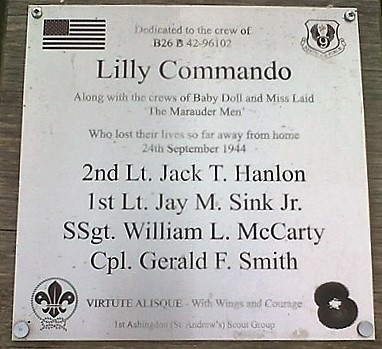 Dedicated to the crew of
B26 B 42-96102
Lilly Commando
Along with the crews of Baby Doll and Miss Laid
'The Marauder Men'
Who lost their lives so far away from home
24th September 1944
2nd Lt. Jack T. Hanlon
1st Lt. Jay M. Sink Jr.
SSgt. William L. McCarty
Cpl. Gerald F. Smith
VIRTUTE ALISQUE - With Wings and Courage
1st Ashingdon (St. Andrew's) Scout Group